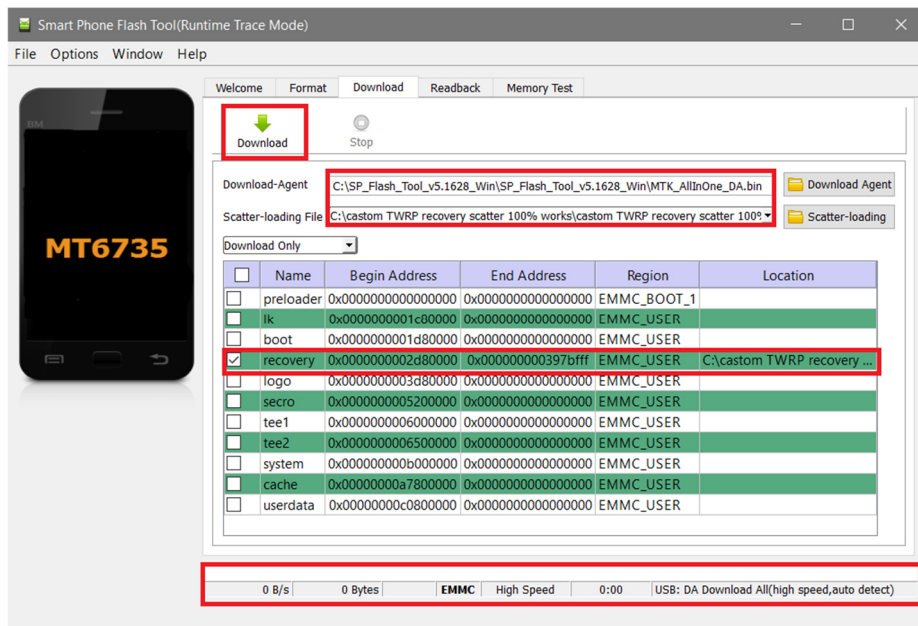 Smart Phone Flash Tool(Runtime Trace Mode)
File Options Window Help
BM
MT6735
Welcome Format Download Readback Memory Test
Download Stop
Download-Agent C:\SP_Flash_Tool_v5.1628_Win\SP_Flash_Tool_v5.1628_Win\MTK_AllInOne_DA.bin Download Agent
Scatter-loading File C:\castom TWRP recovery scatter 100% works\castom TWRP recovery scatter 100% Scatter-loading
Download Only
Name Begin Address End Address Region Location
preloader 0x0000000000000000 0x0000000000000000 EMMC_BOOT_1
lk 0x0000000001c80000 0x0000000000000000 EMMC_USER
boot 0x0000000001d80000 0x0000000000000000 EMMC_USER
recovery 0x0000000002d80000 0x000000000397bfff EMMC_USER C:\castom TWRP recovery ...
logo 0x0000000003d80000 0x0000000000000000 EMMC_USER
secro 0x0000000005200000 0x0000000000000000 EMMC_USER
tee1 0x0000000006000000 0x0000000000000000 EMMC_USER
tee2 0x0000000006500000 0x0000000000000000 EMMC_USER
system 0x000000000b000000 0x0000000000000000 EMMC_USER
cache 0x00000000a7800000 0x0000000000000000 EMMC_USER
userdata 0x00000000c0800000 0x0000000000000000 EMMC_USER
0 B/s 0 Bytes EMMC High Speed 0:00 USB: DA Download All(high speed,auto detect)